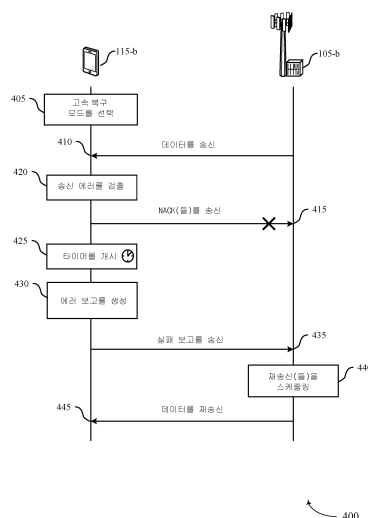 115-b
105-b
405
고속 복구
모드를 선택
410
데이터를 송신
420
송신 에러를 검출
NACK(들)를 송신
415
425
타이머를 개시
430
에러 보고를 생성
실패 보고를 송신
435
440
재송신(들)을
스케줄링
445
데이터를 재송신
400